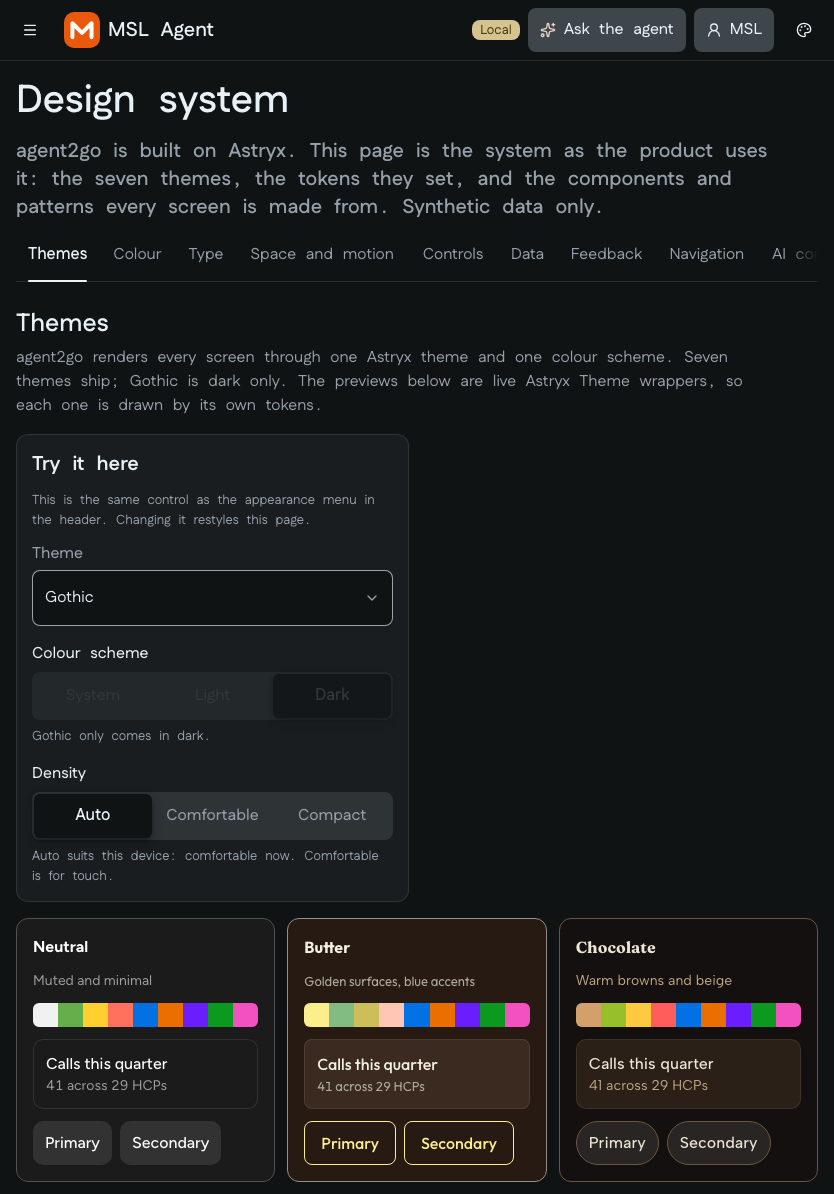 MSL Agent
Local
Ask the agent
MSL
Design system
agent2go is built on Astryx. This page is the system as the product uses
it: the seven themes, the tokens they set, and the components and
patterns every screen is made from. Synthetic data only.
Themes Colour Type Space and motion Controls Data Feedback Navigation AI
Themes
agent2go renders every screen through one Astryx theme and one colour scheme. Seven
themes ship; Gothic is dark only. The previews below are live Astryx Theme wrappers, so
each one is drawn by its own tokens.
Try it here
This is the same control as the appearance menu in
the header. Changing it restyles this page.
Theme
Gothic
Colour scheme
System Light Dark
Gothic only comes in dark.
Density
Auto Comfortable Compact
Auto suits this device: comfortable now. Comfortable
is for touch.
Neutral
Muted and minimal
Calls this quarter
41 across 29 HCPs
Primary Secondary
Butter
Golden surfaces, blue accents
Calls this quarter
41 across 29 HCPs
Primary Secondary
Chocolate
Warm browns and beige
Calls this quarter
41 across 29 HCPs
Primary Secondary